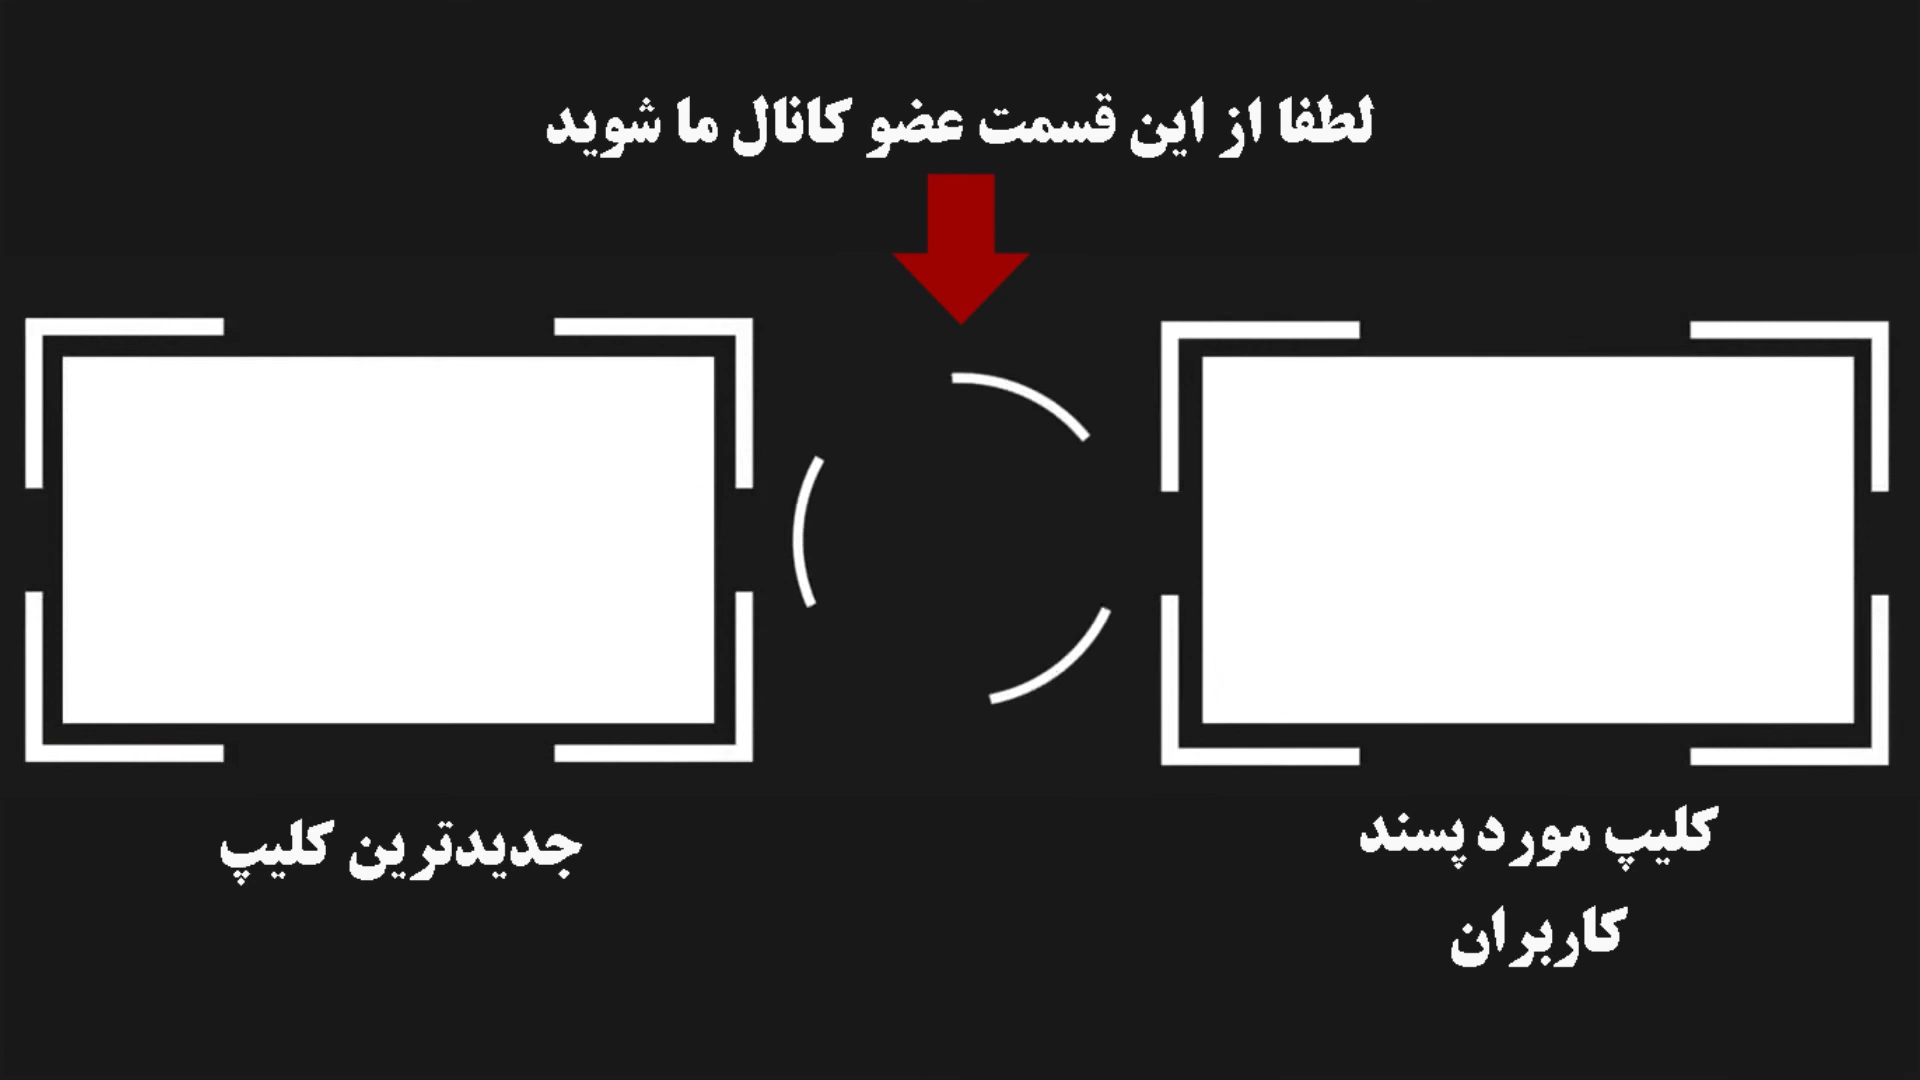 لطفا از این قسمت عضو کانال ما شوید
کلیپ مورد پسند
کاربران
جدیدترین کلیپ